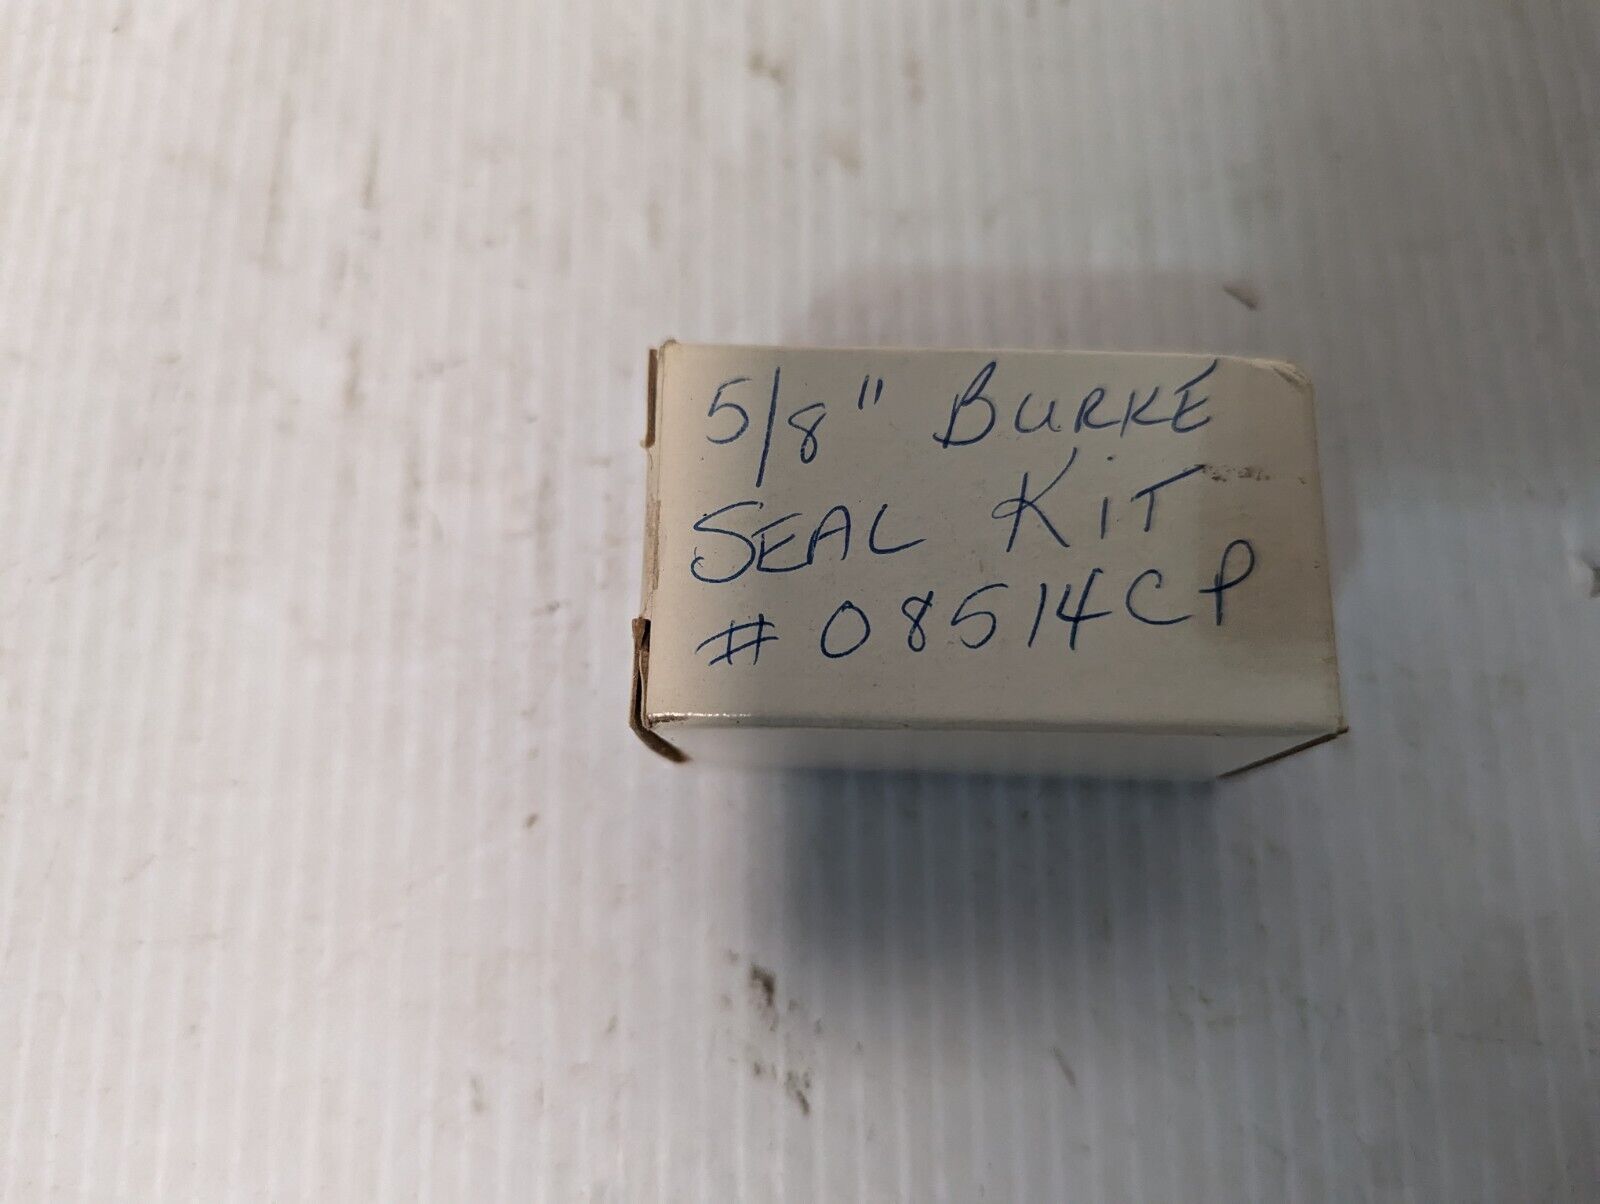 5/8" BURKE
SEAL KiT
# 08514CP